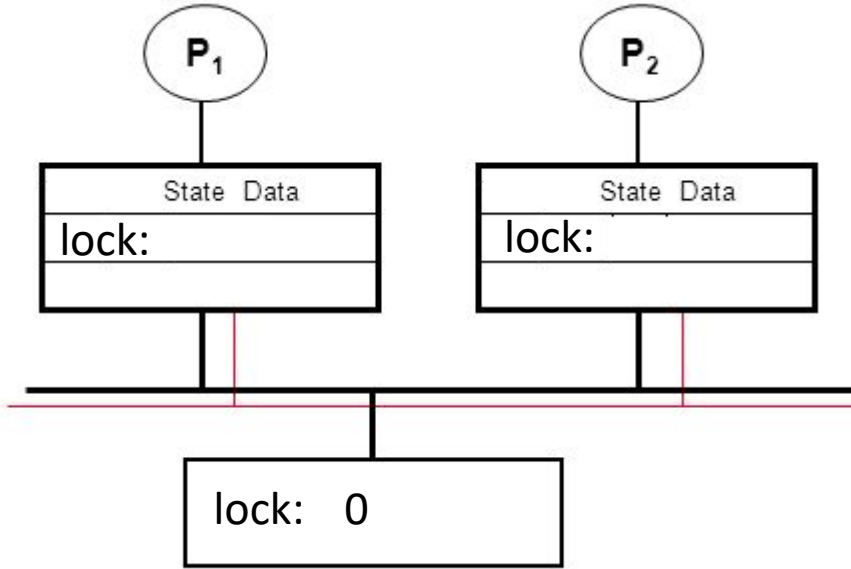 P₁ P₂
State Data State Data
lock: lock:
lock: 0